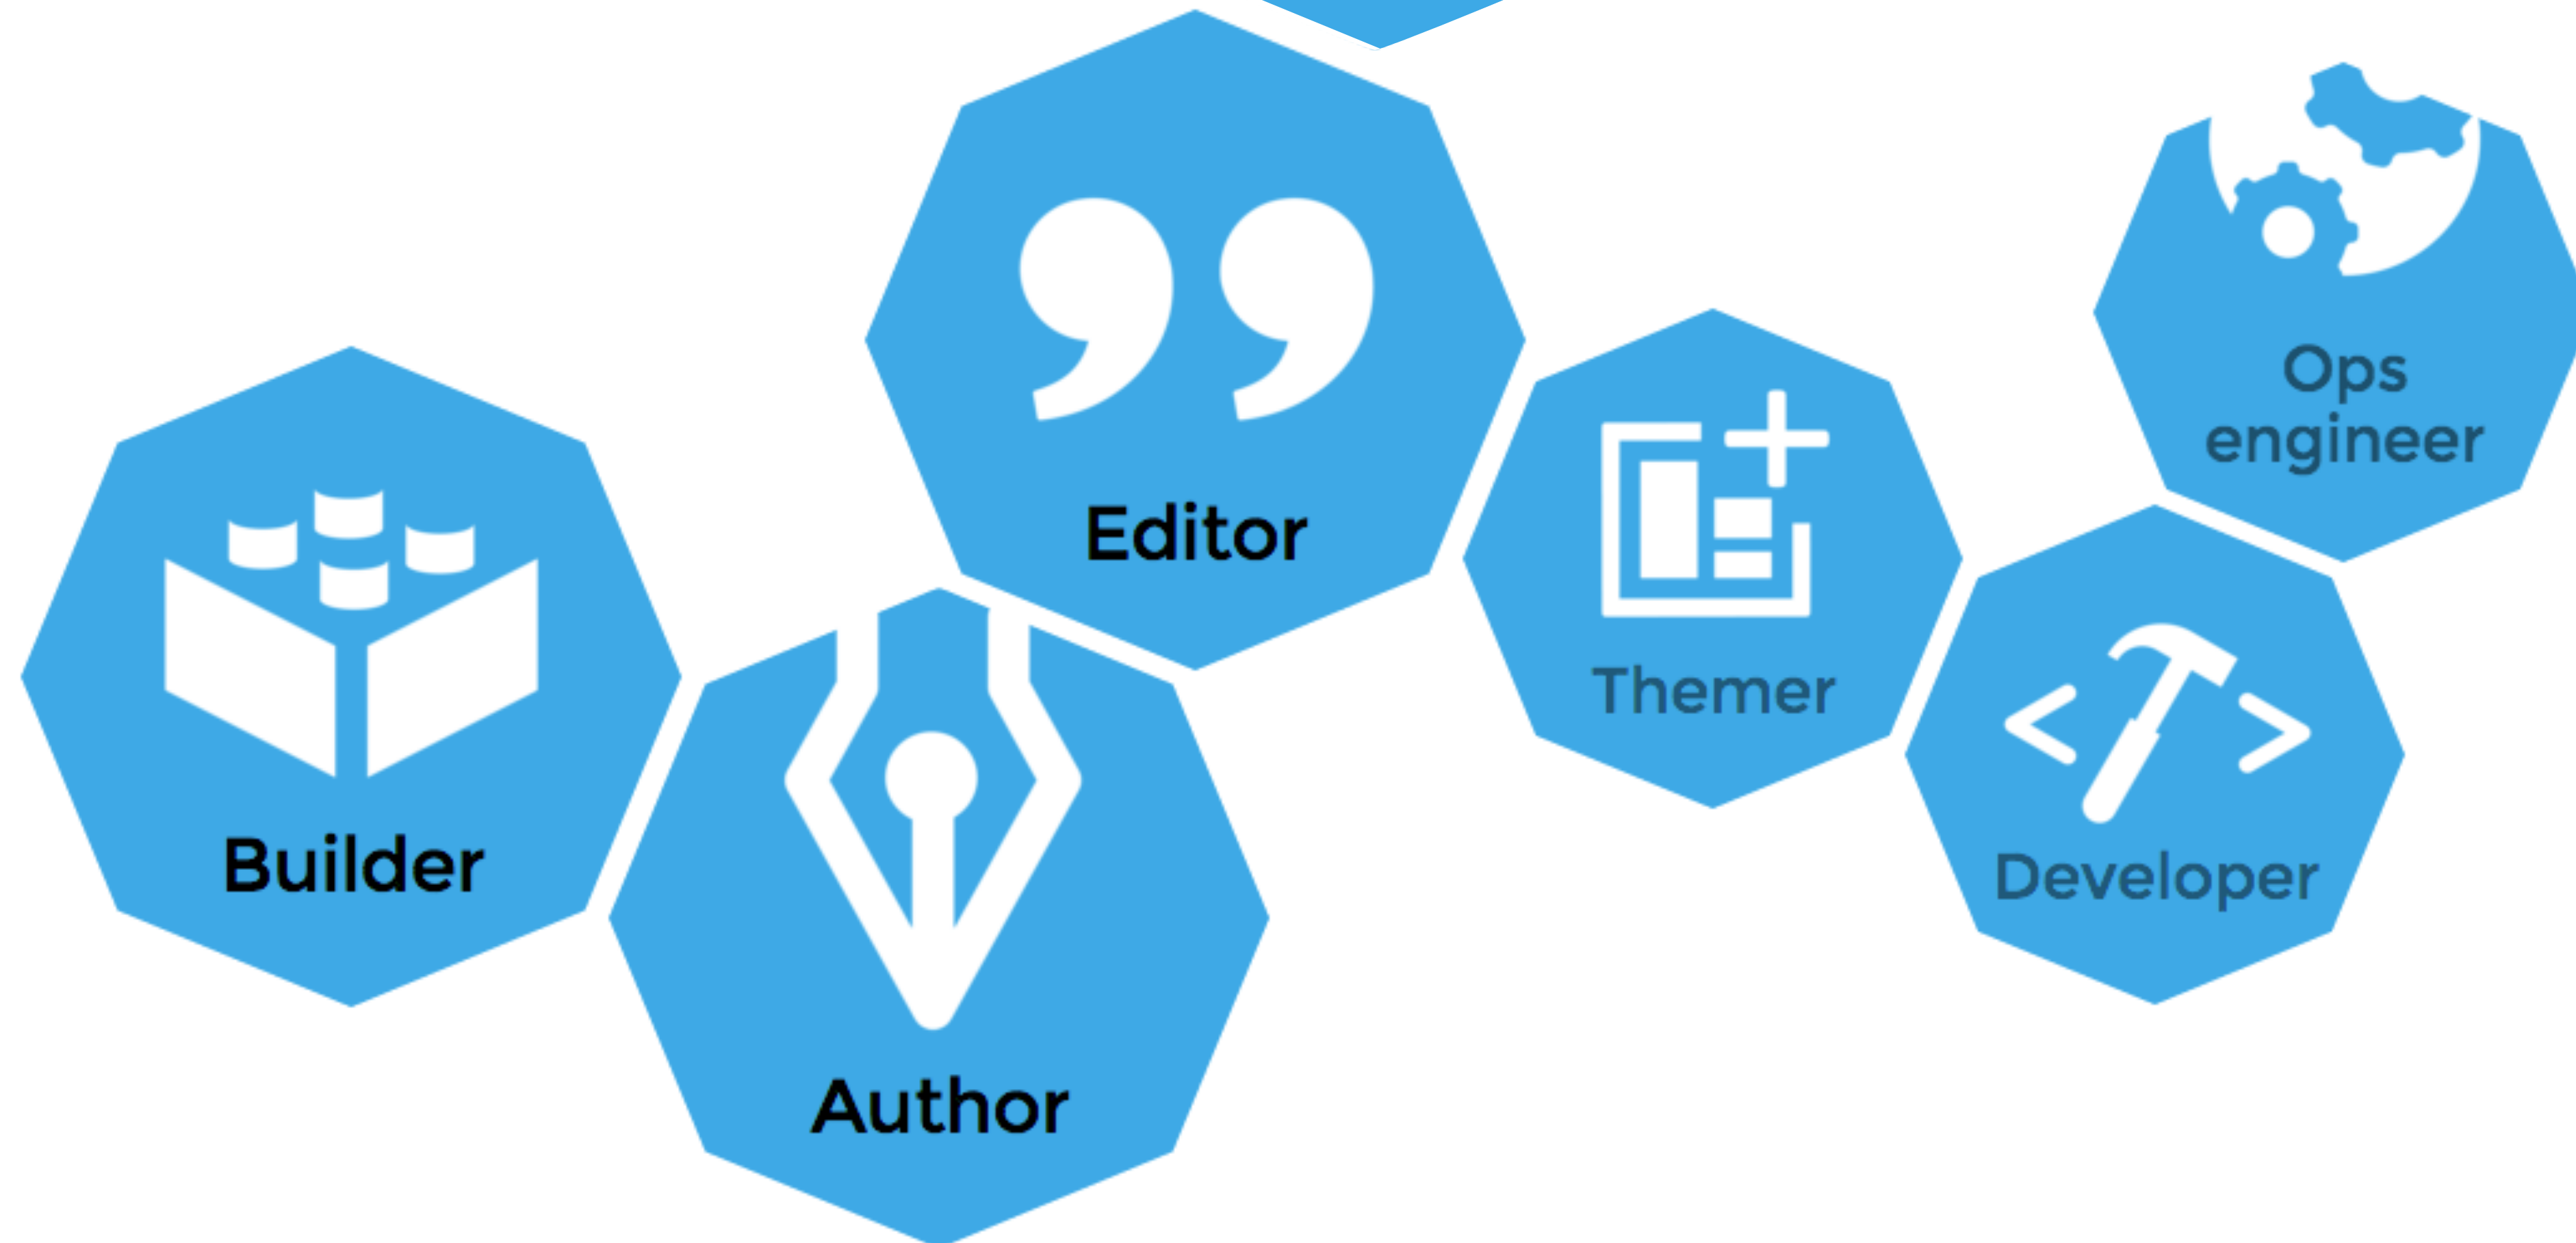 Editor
Ops
engineer
Themer
Builder
Developer
Author